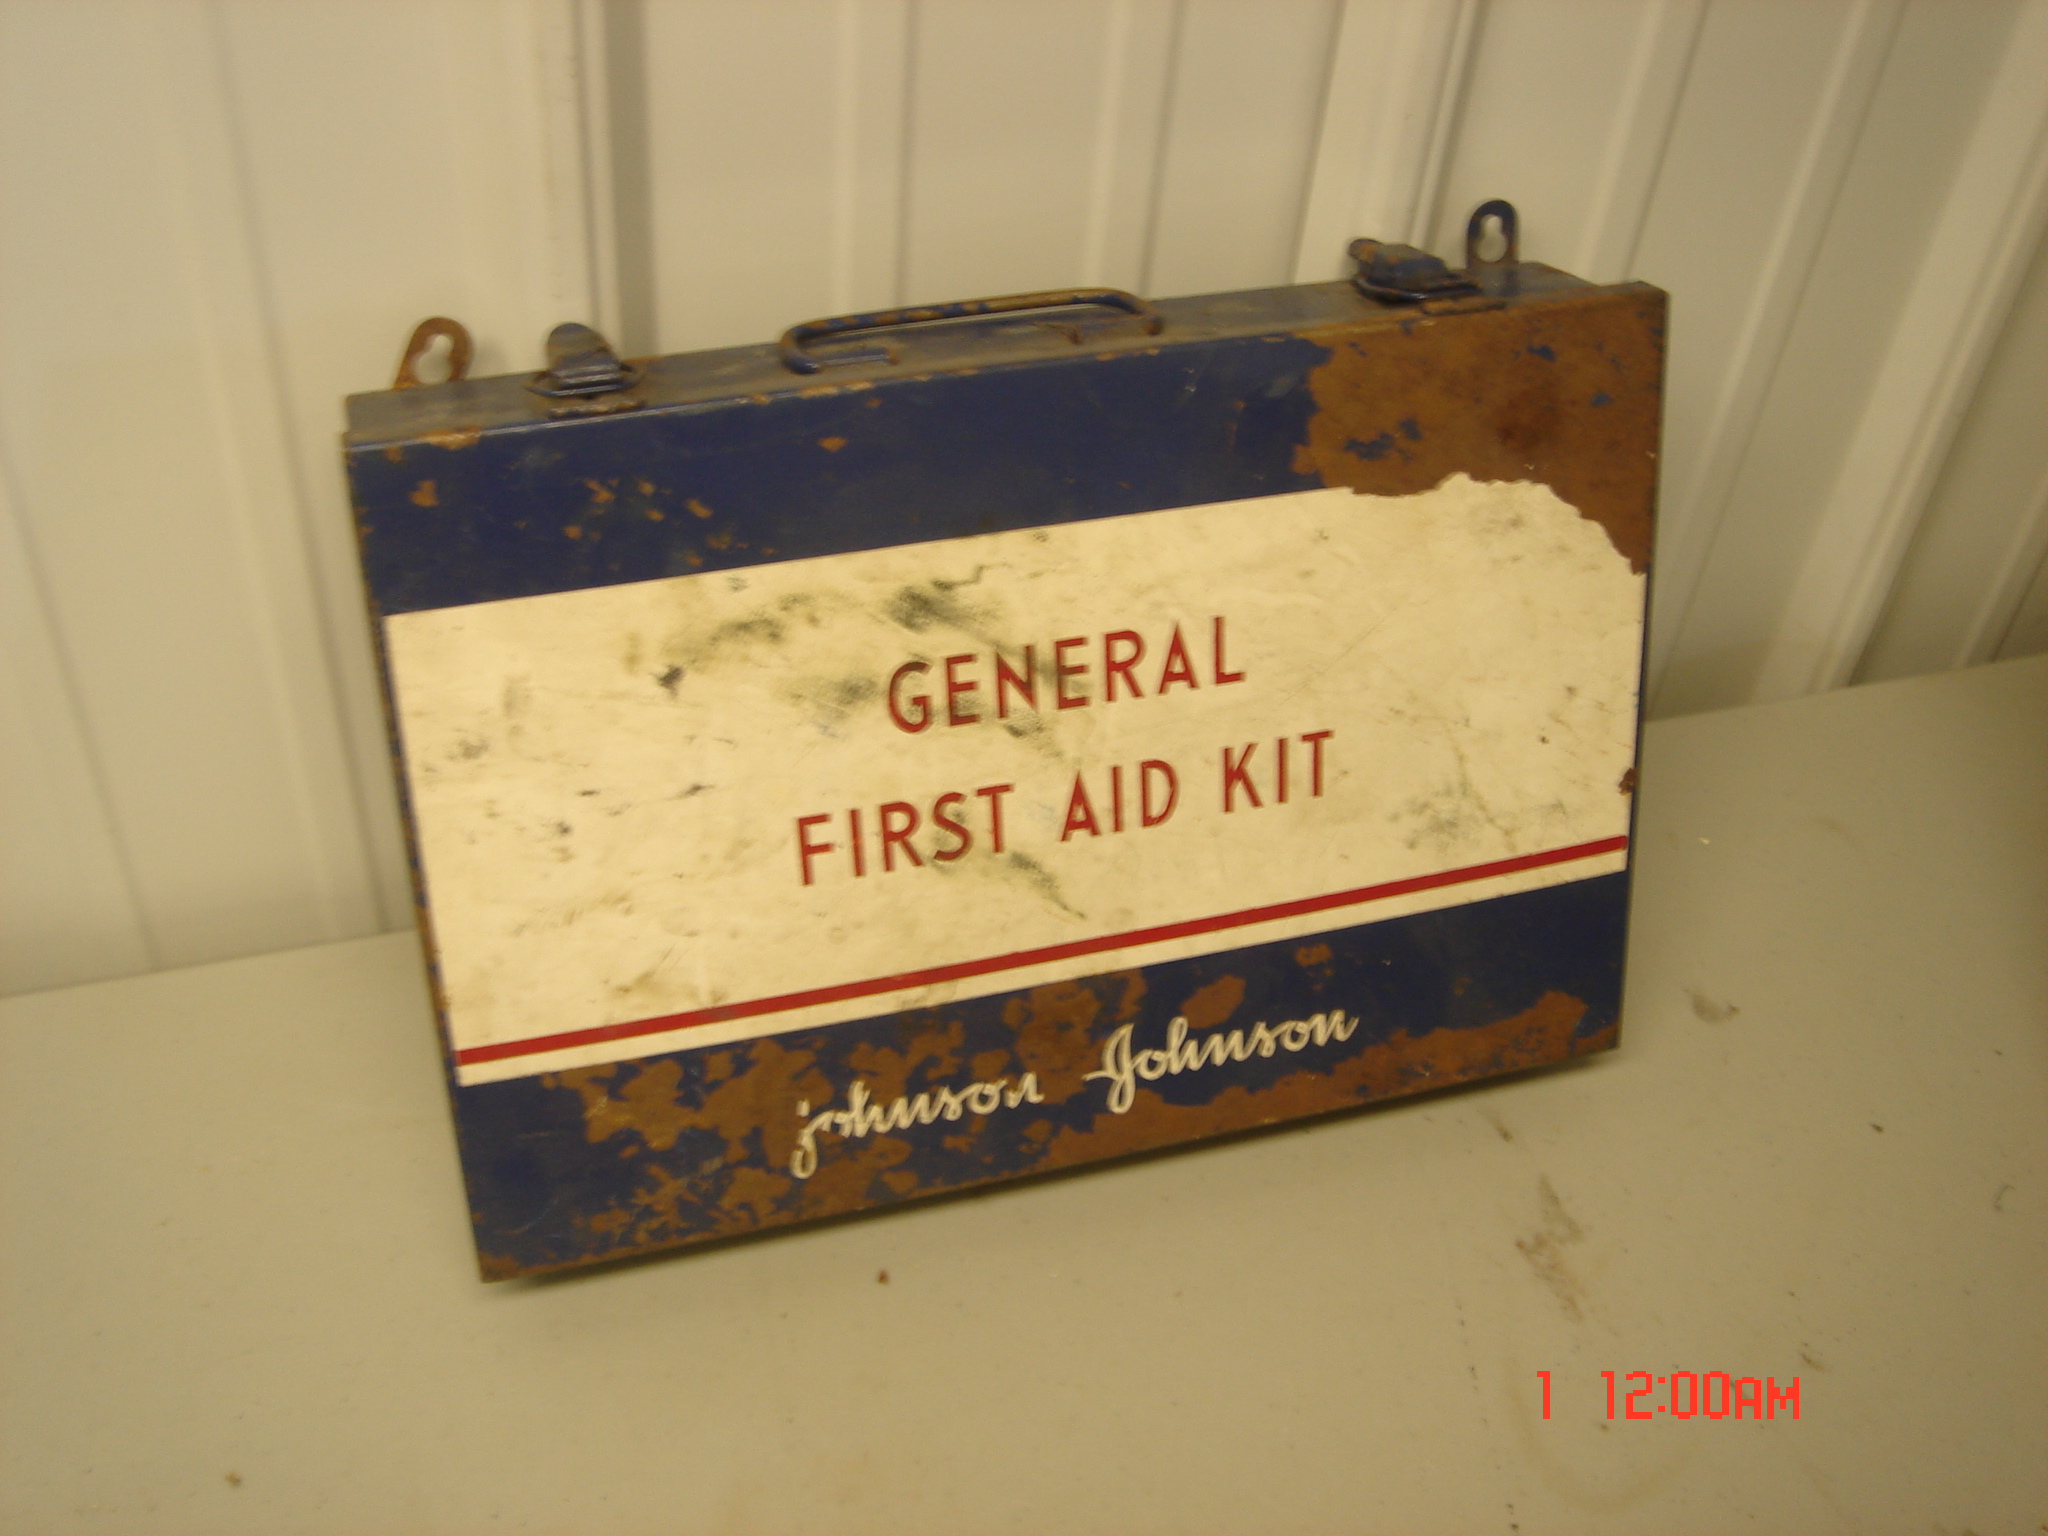 GENERAL
FIRST AID KIT
johnson Johnson
1 12:00AM